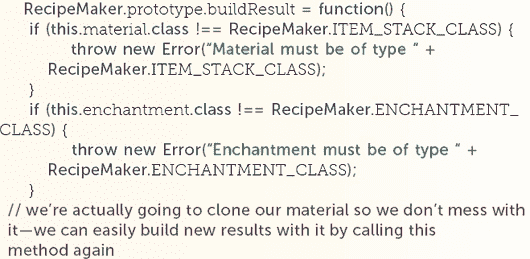 RecipeMaker.prototype.buildResult = function() {
if (this.material.class !== RecipeMaker.ITEM_STACK_CLASS) {
throw new Error(“Material must be of type ” +
RecipeMaker.ITEM_STACK_CLASS);
}
if (this.enchantment.class !== RecipeMaker.ENCHANTMENT_
CLASS) {
throw new Error(“Enchantment must be of type ” +
RecipeMaker.ENCHANTMENT_CLASS);
}
// we’re actually going to clone our material so we don’t mess with
it—we can easily build new results with it by calling this
method again